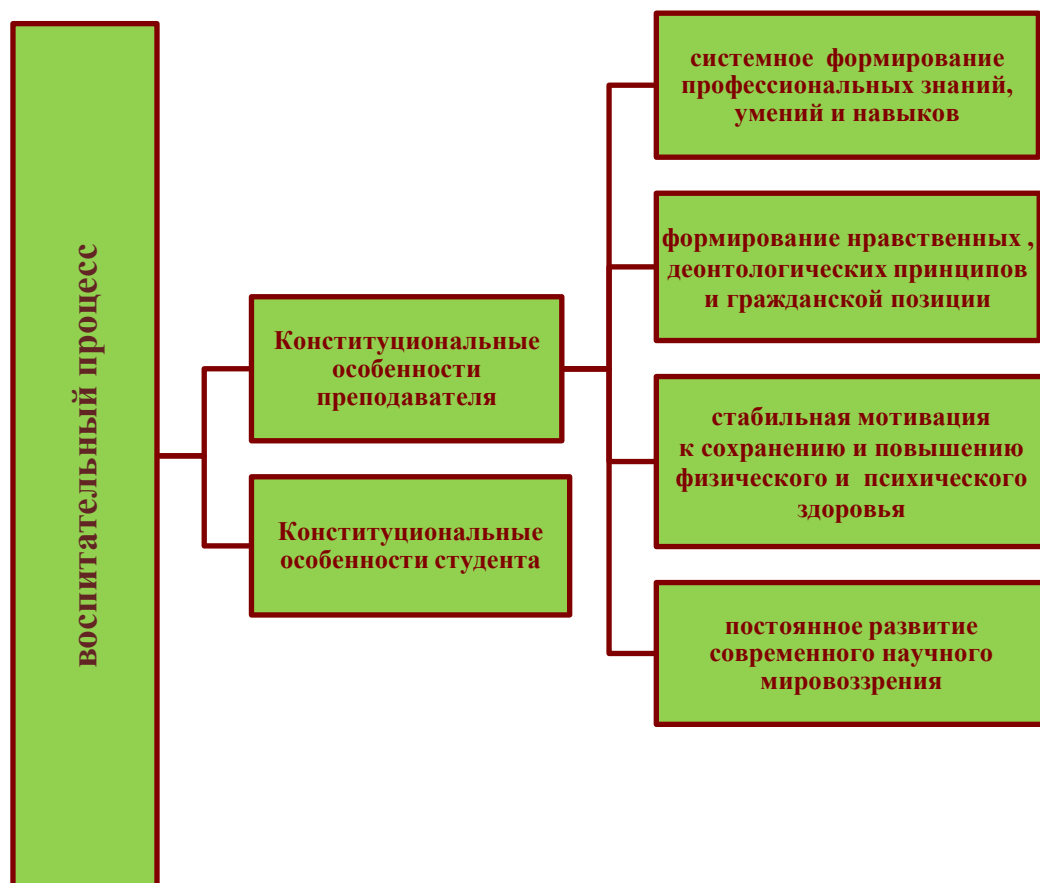 воспитательный процесс
Конституциональные
особенности
преподавателя
Конституциональные
особенности студента
системное формирование
профессиональных знаний,
умений и навыков
формирование нравственных ,
деонтологических принципов
и гражданской позиции
стабильная мотивация
к сохранению и повышению
физического и психического
здоровья
постоянное развитие
современного научного
мировоззрения